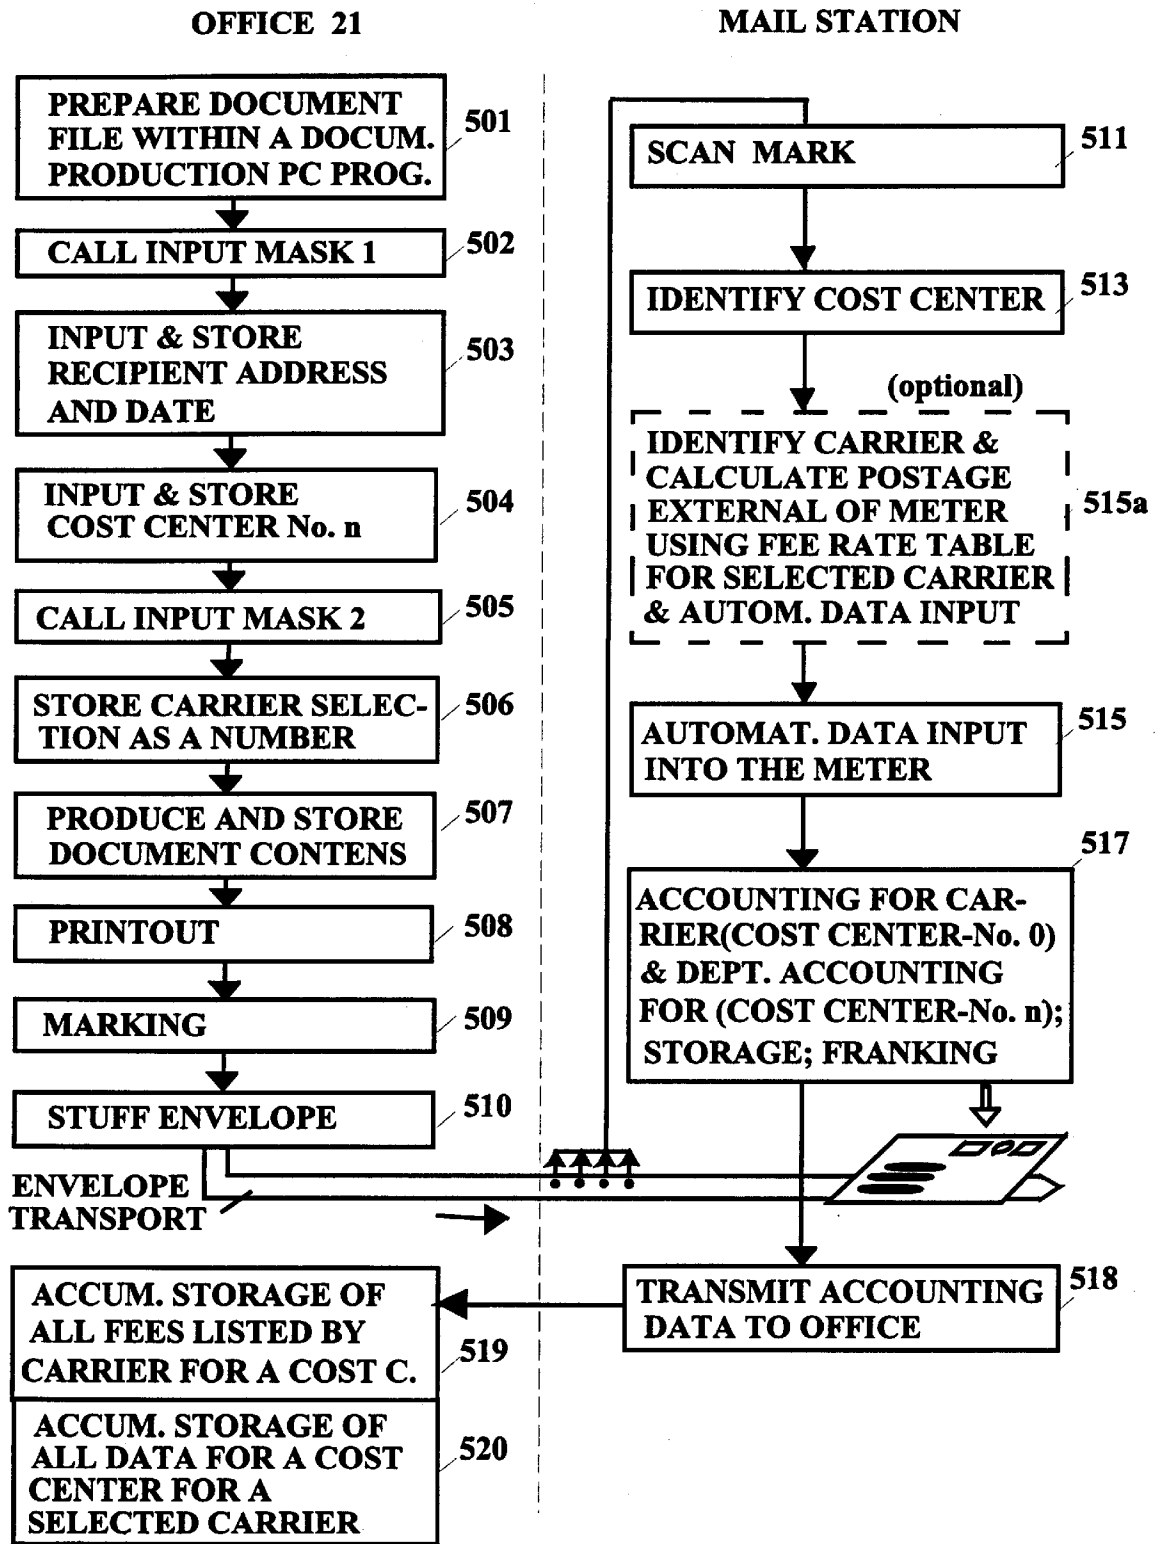 OFFICE 21
PREPARE DOCUMENT
FILE WITHIN A DOCUM.
PRODUCTION PC PROG.
501
CALL INPUT MASK 1
502
INPUT & STORE
RECIPIENT ADDRESS
AND DATE
503
INPUT & STORE
COST CENTER No. n
504
CALL INPUT MASK 2
505
STORE CARRIER SELEC-
TION AS A NUMBER
506
PRODUCE AND STORE
DOCUMENT CONTENS
507
PRINTOUT
508
MARKING
509
STUFF ENVELOPE
510
ENVELOPE
TRANSPORT
ACCUM. STORAGE OF
ALL FEES LISTED BY
CARRIER FOR A COST C.
519
ACCUM. STORAGE OF
ALL DATA FOR A COST
CENTER FOR A
SELECTED CARRIER
520
MAIL STATION
SCAN MARK
511
IDENTIFY COST CENTER
513
(optional)
IDENTIFY CARRIER &
CALCULATE POSTAGE
EXTERNAL OF METER
USING FEE RATE TABLE
FOR SELECTED CARRIER
& AUTOM. DATA INPUT
515a
AUTOMAT. DATA INPUT
INTO THE METER
515
517
ACCOUNTING FOR CAR-
RIER(COST CENTER-No. 0)
& DEPT. ACCOUNTING
FOR (COST CENTER-No. n);
STORAGE; FRANKING
TRANSMIT ACCOUNTING
DATA TO OFFICE
518